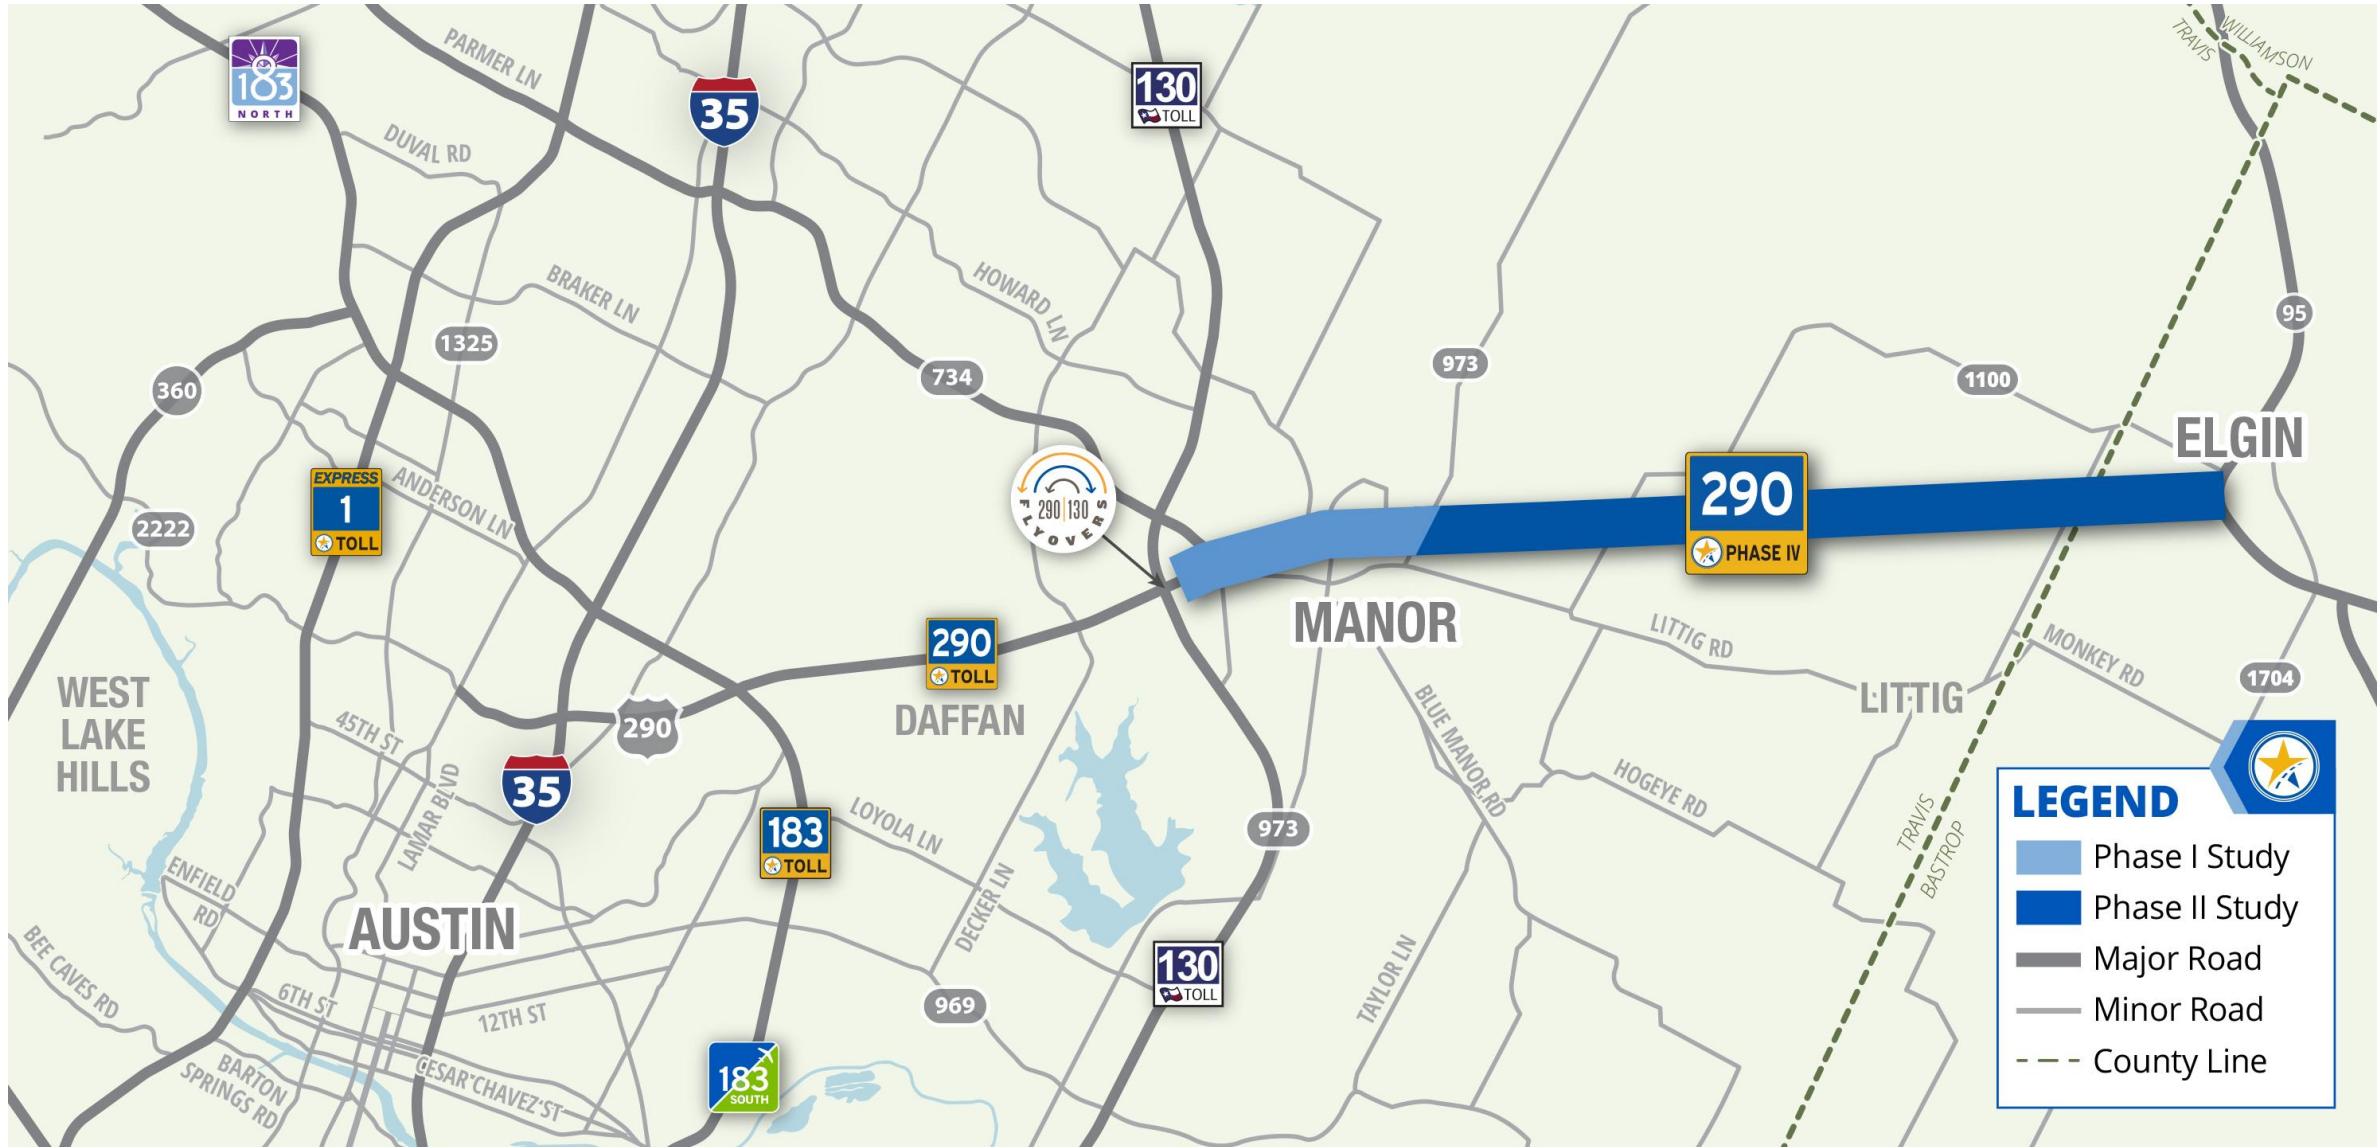 183
NORTH
PARMER LN
35
130
TOLL
WILLIAMSON
TRAVIS
DUVAL RD
BRAKER LN
HOWARD LN
1325
95
360
734
973
1100
ELGIN
EXPRESS
1
TOLL
ANDERSON LN
2222
290|130
FLYOVERS
290
PHASE IV
MANOR
LITTIG RD
290
TOLL
DAFFAN
WEST
LAKE
HILLS
45TH ST
290
LITTIG
MONKEY RD
1704
35
LAMAR BLVD
BLUE MANOR RD
HOGEYE RD
183
TOLL
LOYOLA LN
973
TRAVIS
BASTROP
ENFIELD
RD
AUSTIN
DECKER LN
BEE CAVES RD
6TH ST
12TH ST
969
130
TOLL
TAYLOR LN
BARTON
SPRINGS RD
CESAR CHAVEZ ST
183
SOUTH
LEGEND
Phase I Study
Phase II Study
Major Road
Minor Road
County Line